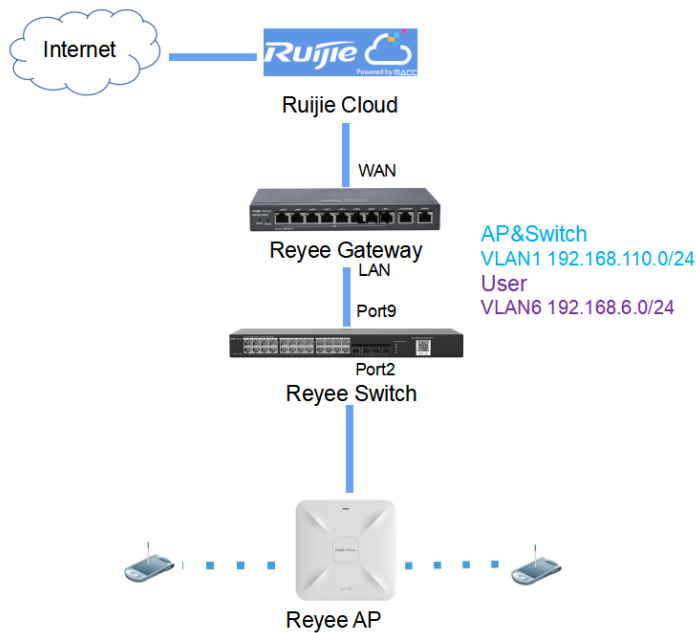 Internet
Ruijie
Powered by MACC
Ruijie Cloud
WAN
Reyee Gateway
LAN
AP&Switch
VLAN1 192.168.110.0/24
User
VLAN6 192.168.6.0/24
Port9
Port2
Reyee Switch
Reyee AP